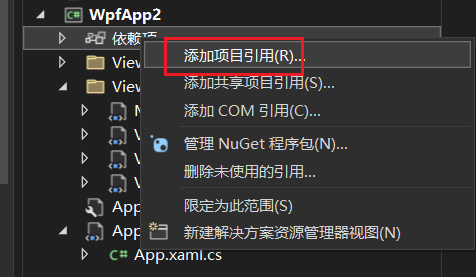 C# WpfApp2
依赖项
添加项目引用(R)...
View
添加共享项目引用(S)...
View
添加 COM 引用(C)...
M
V
管理 NuGet 程序包(N)...
V
删除未使用的引用...
V
App
限定为此范围(S)
App
新建解决方案资源管理器视图(N)
C# App.xaml.cs